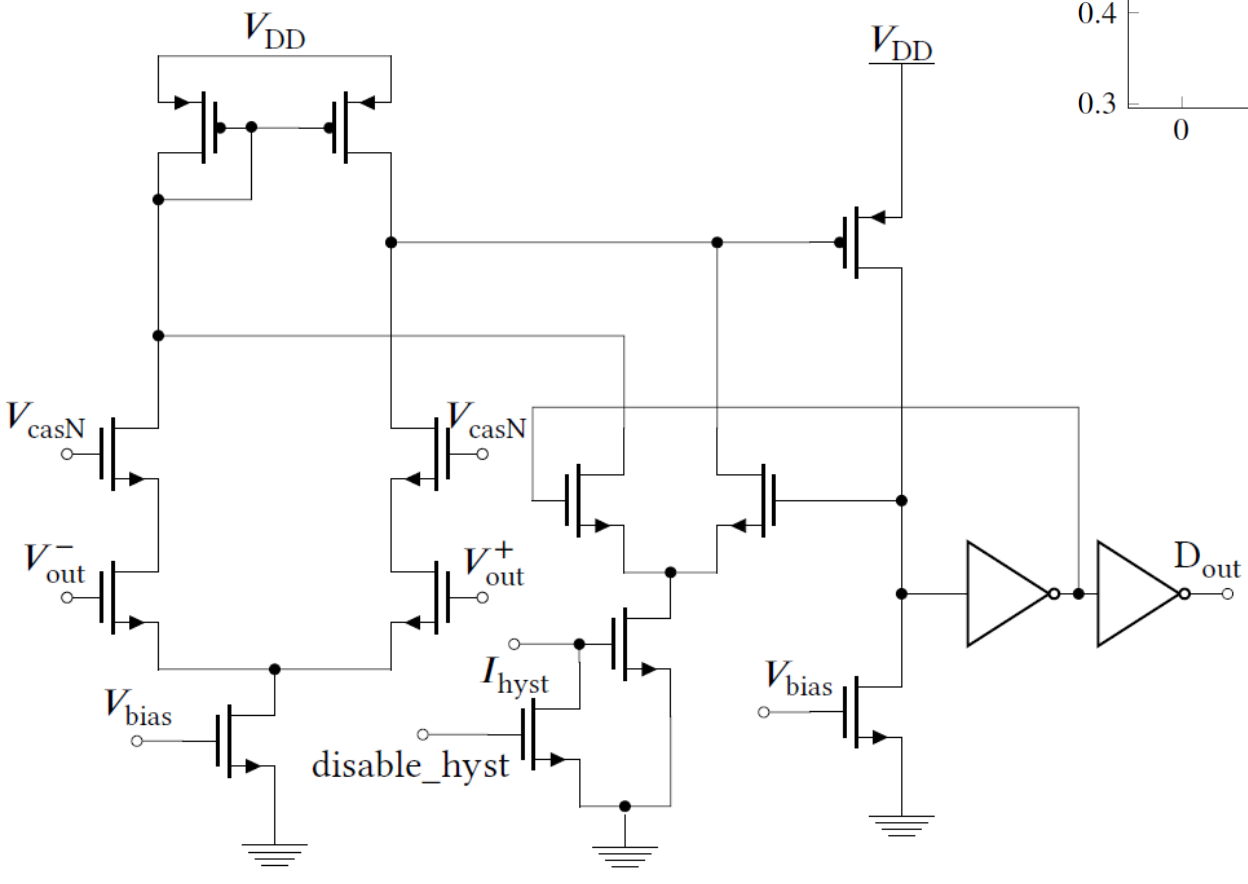 V_DD
V_DD
0.4
0.3
0
V_casN
V_casN
V_out^−
V_out^+
D_out
I_hyst
V_bias
V_bias
disable_hyst